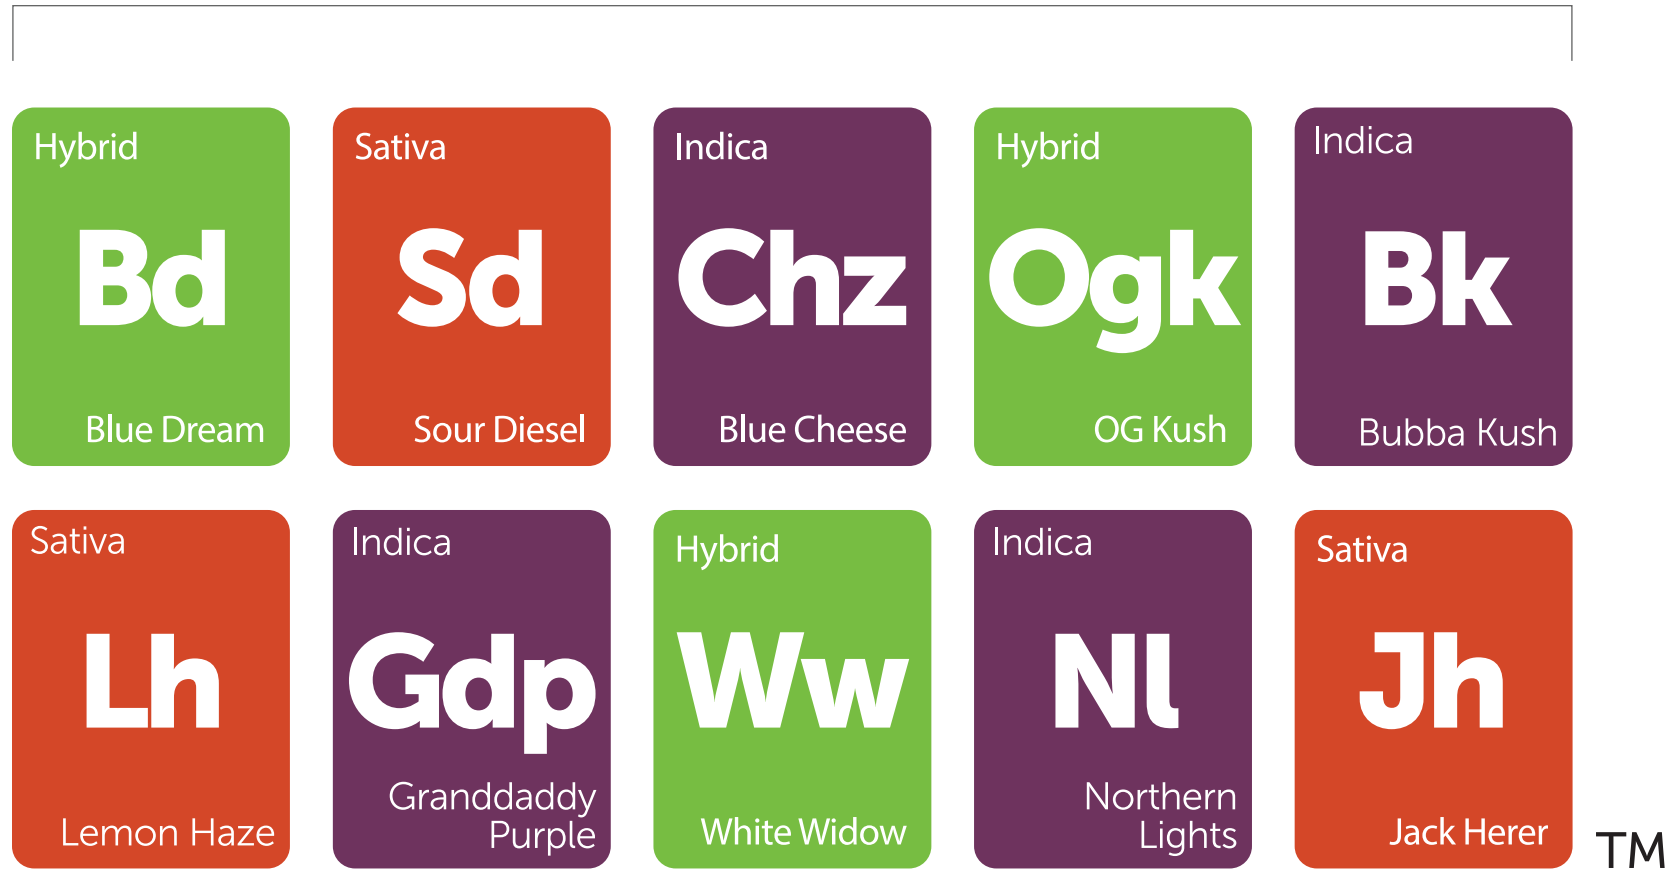 Hybrid
Bd
Blue Dream
Sativa
Sd
Sour Diesel
Indica
Chz
Blue Cheese
Hybrid
Ogk
OG Kush
Indica
Bk
Bubba Kush
Sativa
Lh
Lemon Haze
Indica
Gdp
Granddaddy
Purple
Hybrid
Ww
White Widow
Indica
Nl
Northern
Lights
Sativa
Jh
Jack Herer
TM